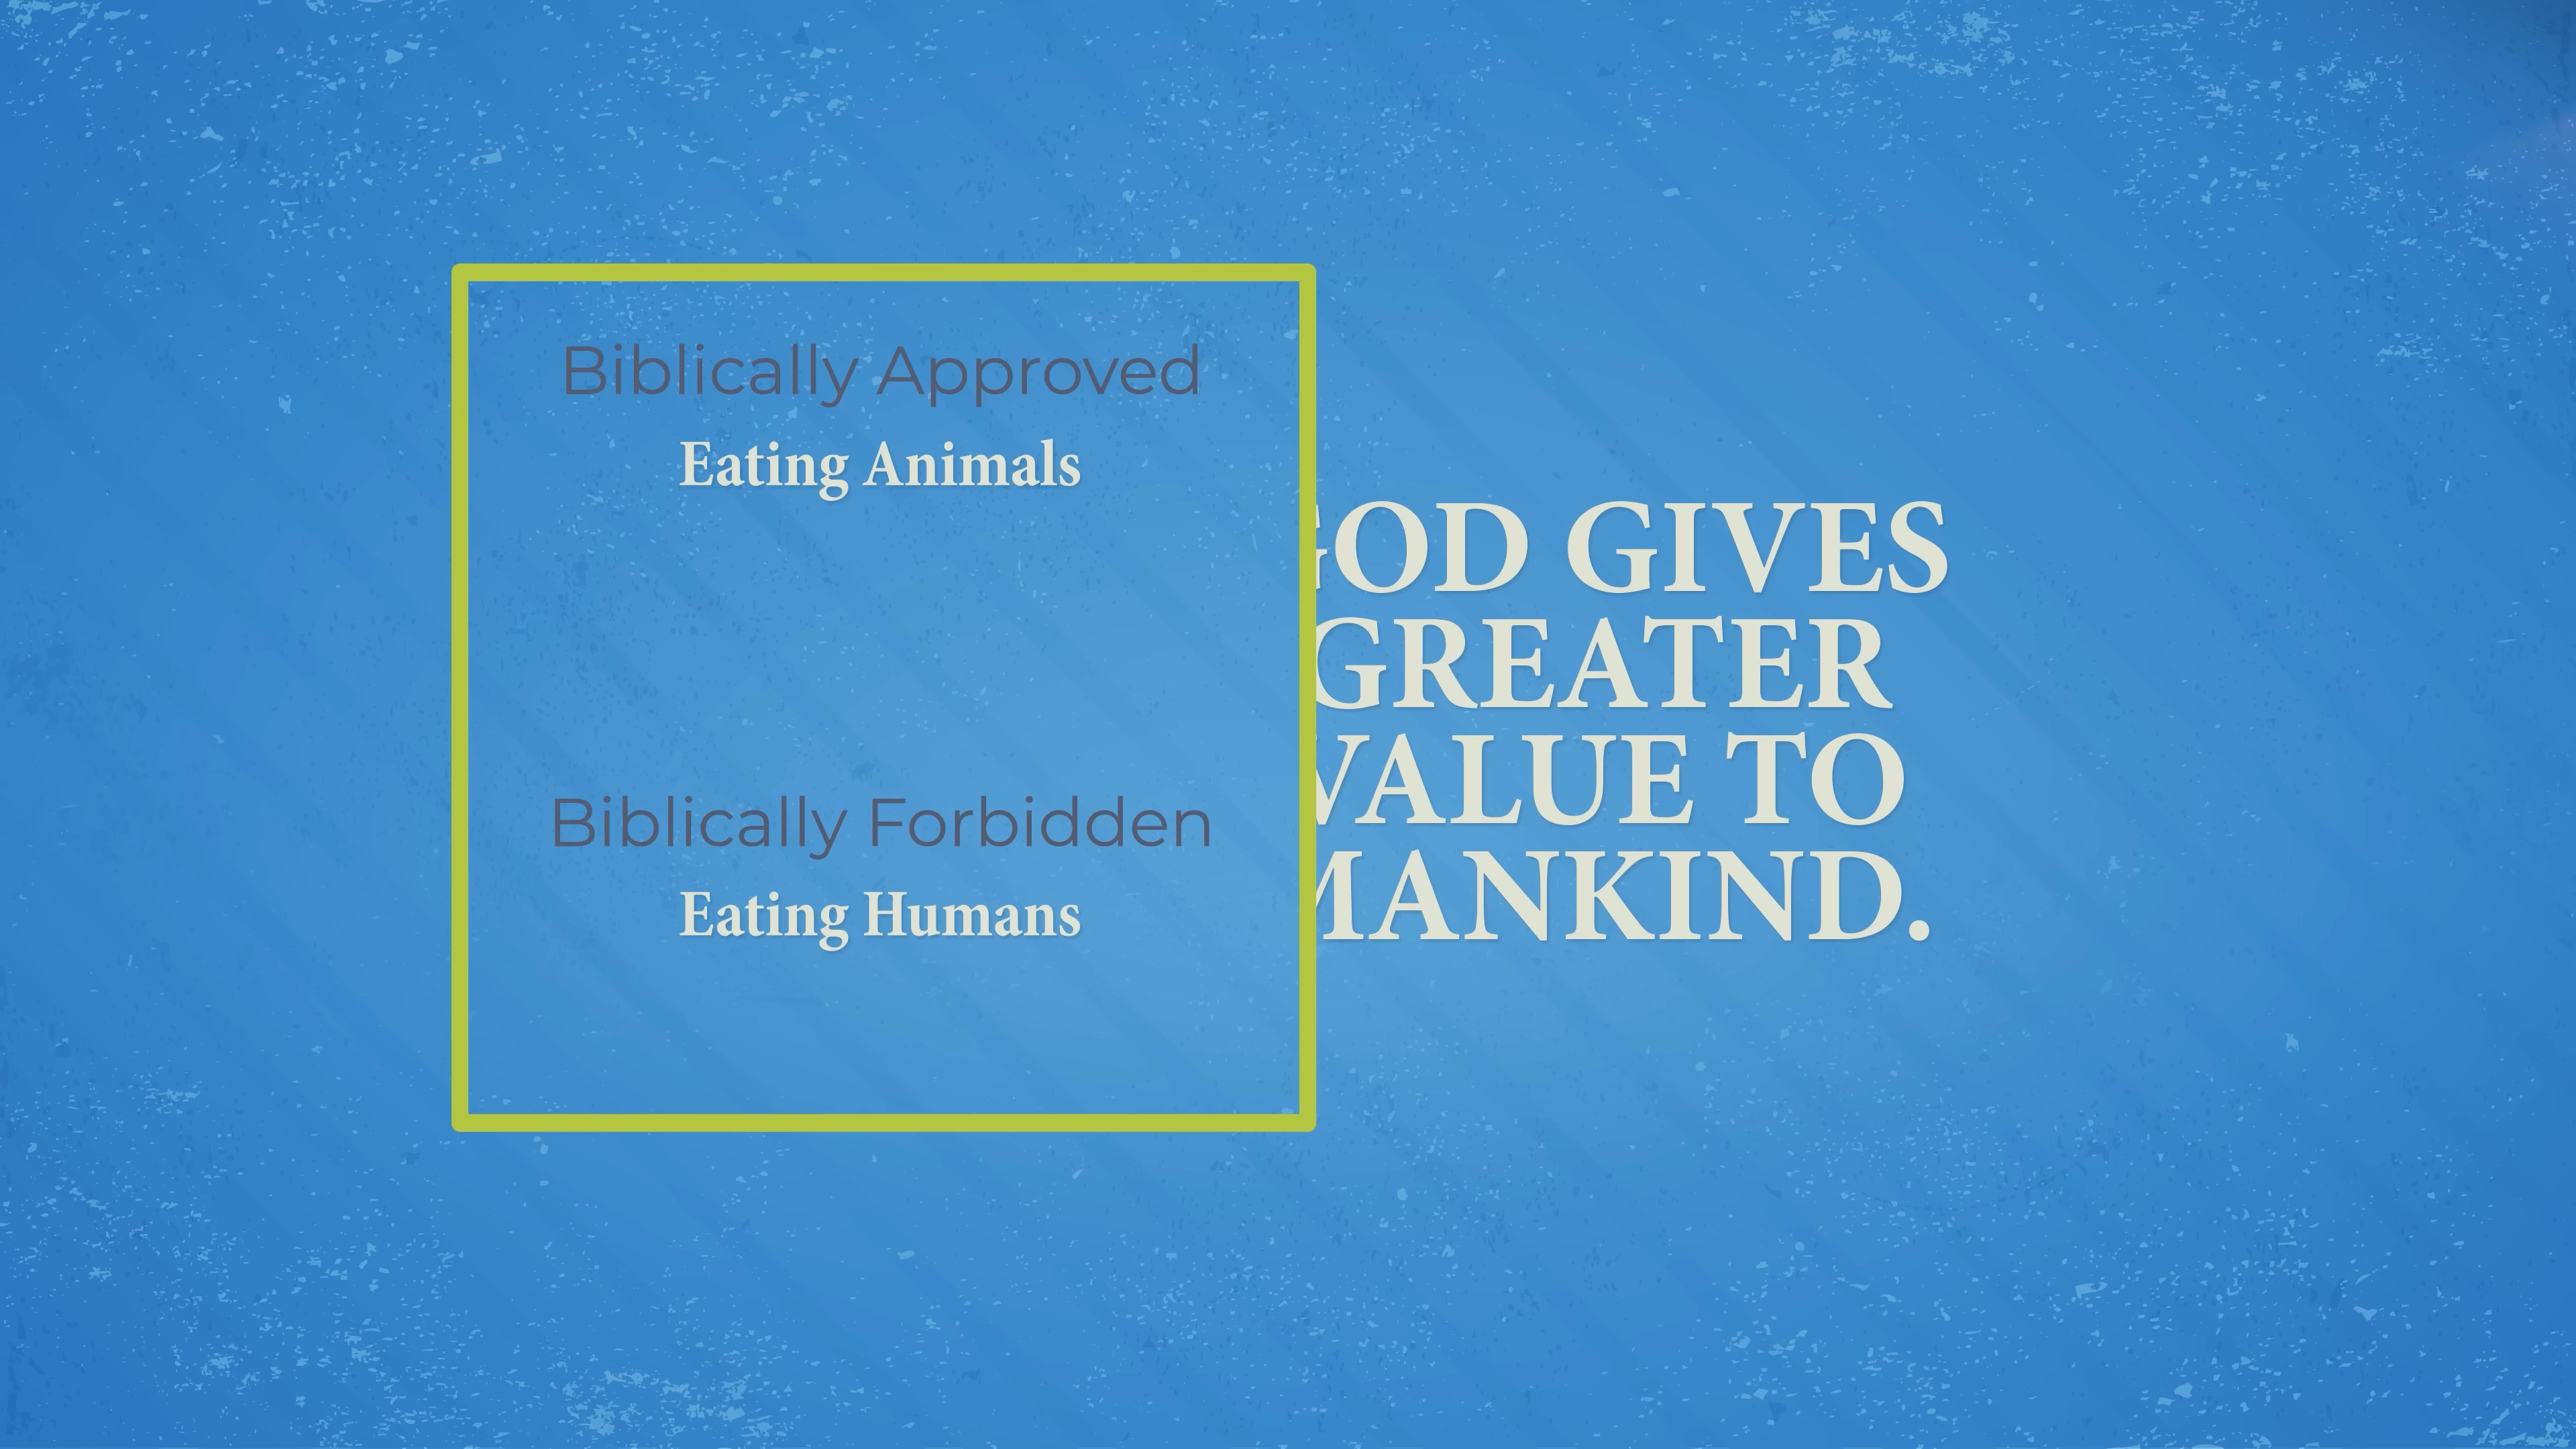 Biblically Approved
Eating Animals
Biblically Forbidden
Eating Humans
GOD GIVES
GREATER
VALUE TO
MANKIND.